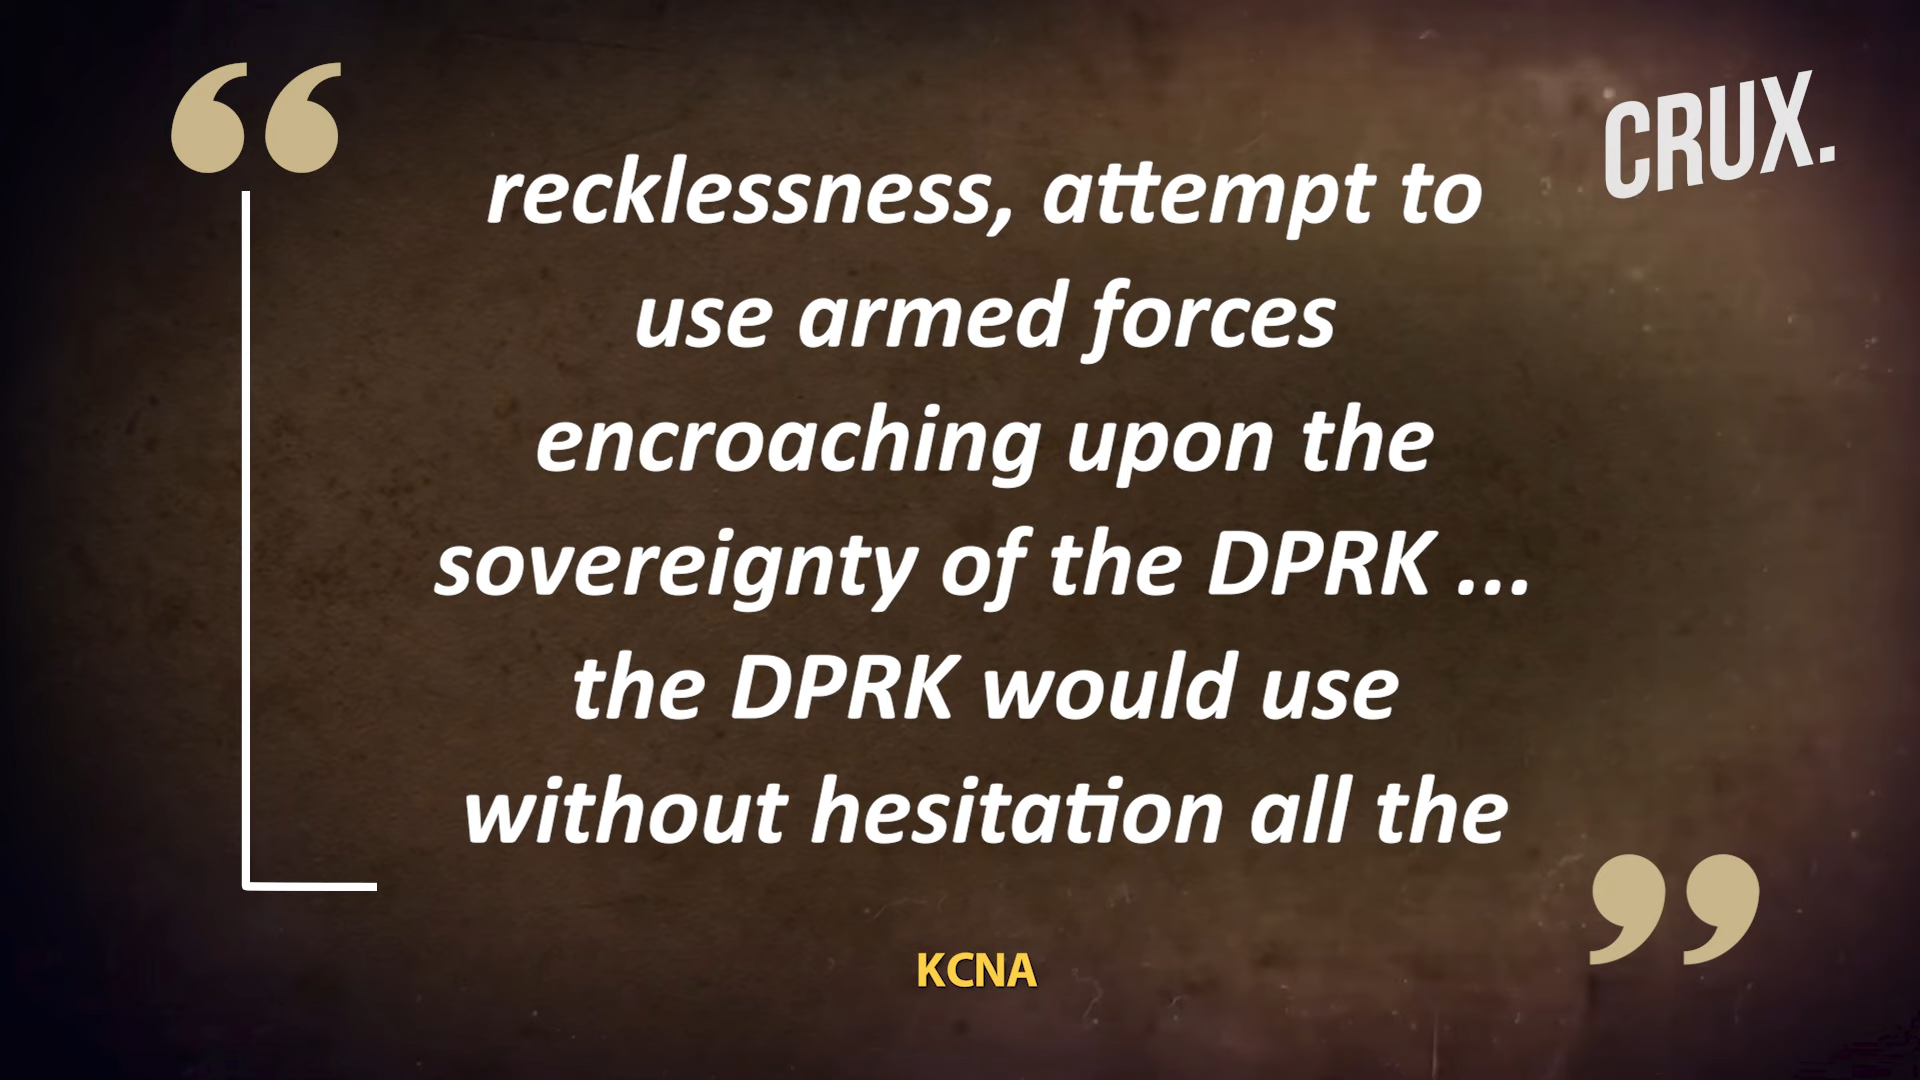 “
CRUX.
recklessness, attempt to
use armed forces
encroaching upon the
sovereignty of the DPRK ...
the DPRK would use
without hesitation all the
”
KCNA